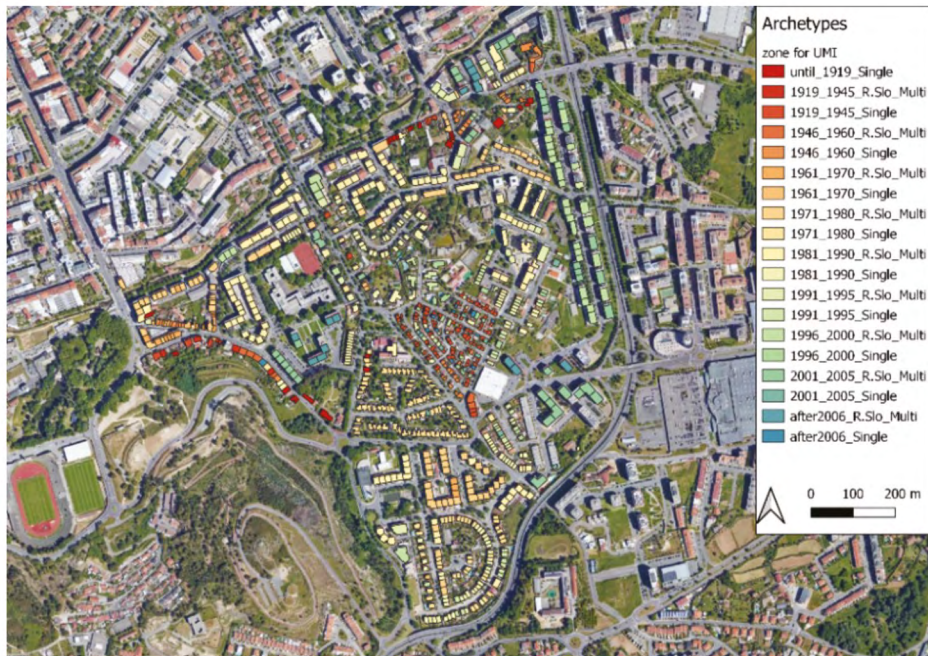 Archetypes
zone for UMI
until_1919_Single
1919_1945_R.Slo_Multi
1919_1945_Single
1946_1960_R.Slo_Multi
1946_1960_Single
1961_1970_R.Slo_Multi
1961_1970_Single
1971_1980_R.Slo_Multi
1971_1980_Single
1981_1990_R.Slo_Multi
1981_1990_Single
1991_1995_R.Slo_Multi
1991_1995_Single
1996_2000_R.Slo_Multi
1996_2000_Single
2001_2005_R.Slo_Multi
2001_2005_Single
after2006_R.Slo_Multi
after2006_Single
0 100 200 m